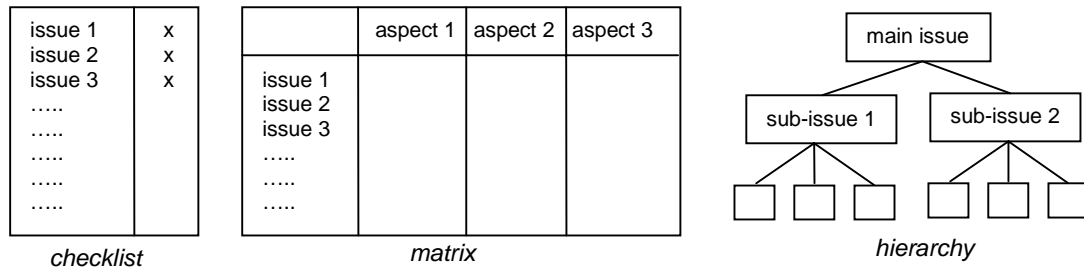 issue 1 x
issue 2 x
issue 3 x
…..
…..
…..
…..
…..
checklist
aspect 1 aspect 2 aspect 3
issue 1
issue 2
issue 3
…..
…..
…..
matrix
main issue
sub-issue 1 sub-issue 2
hierarchy